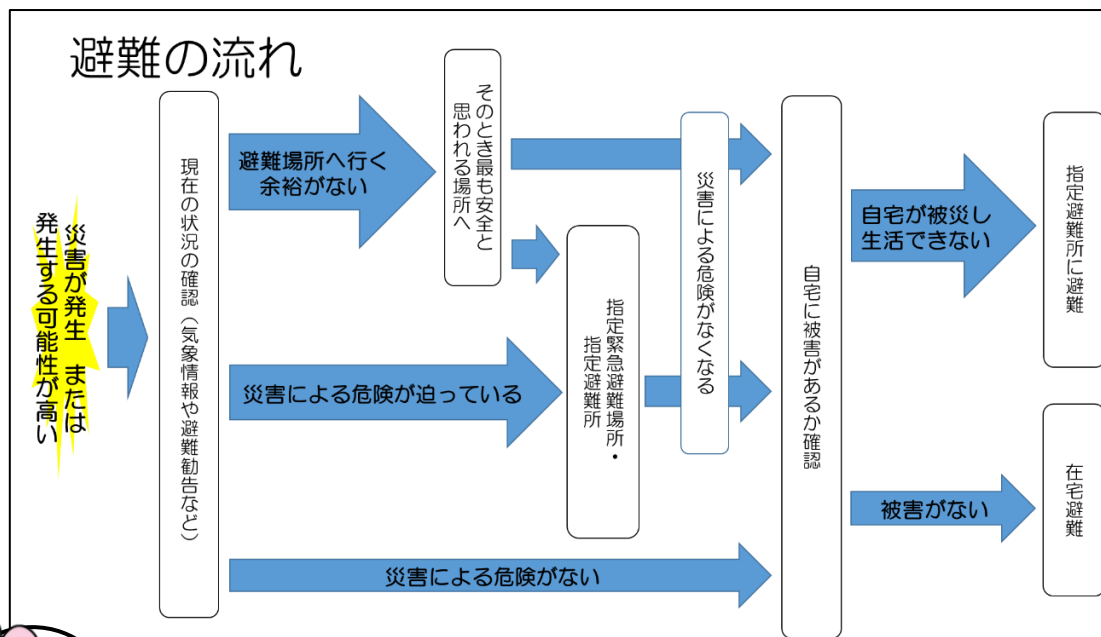 避難の流れ
災害が発生　または
発生する可能性が高い
現在の状況の確認（気象情報や避難勧告など）
避難場所へ行く
余裕がない
そのとき最も安全と
思われる場所へ
災害による危険が迫っている
指定緊急避難場所・
指定避難所
災害による危険がなくなる
災害による危険がない
自宅に被害があるか確認
自宅が被災し
生活できない
指定避難所に避難
被害がない
在宅避難